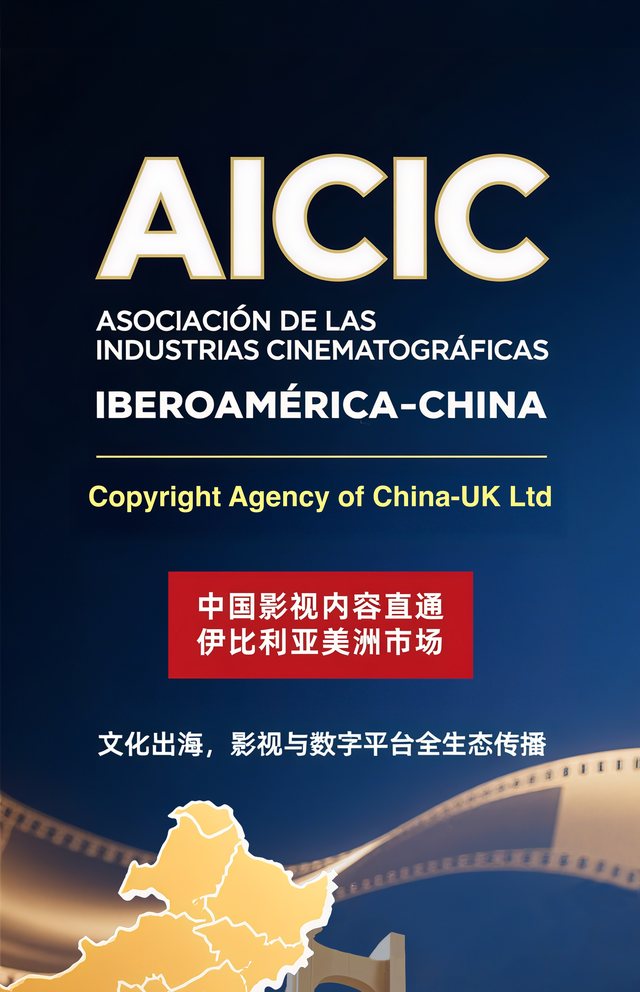 AICIC
ASOCIACIÓN DE LAS
INDUSTRIAS CINEMATOGRÁFICAS
IBEROAMÉRICA-CHINA
Copyright Agency of China-UK Ltd
中国影视内容直通
伊比利亚美洲市场
文化出海，影视与数字平台全生态传播